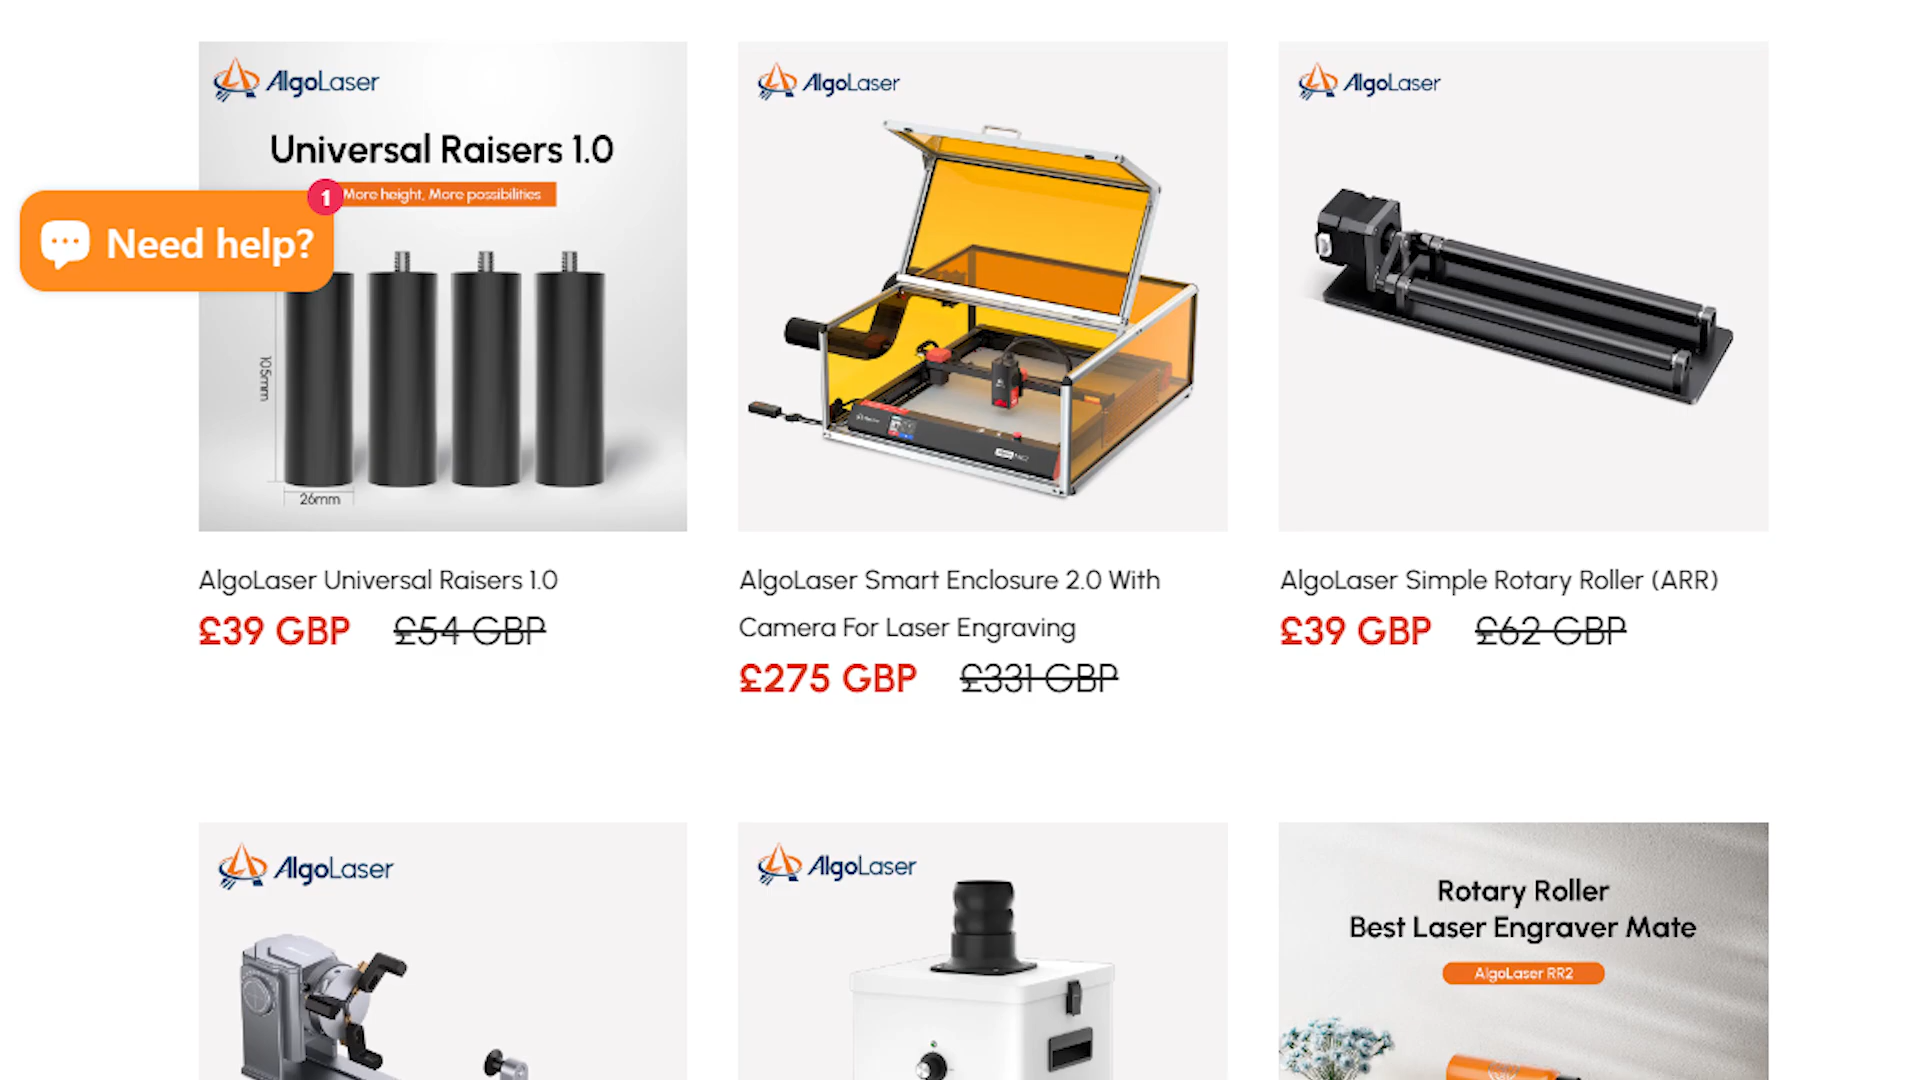 AlgoLaser
Universal Raisers 1.0
More height, More possibilities
1
Need help?
105mm
26mm
AlgoLaser
AlgoLaser
AlgoLaser Universal Raisers 1.0
£39 GBP £54 GBP
AlgoLaser Smart Enclosure 2.0 With
Camera For Laser Engraving
£275 GBP £331 GBP
AlgoLaser Simple Rotary Roller (ARR)
£39 GBP £62 GBP
AlgoLaser
AlgoLaser
Rotary Roller
Best Laser Engraver Mate
AlgoLaser RR2